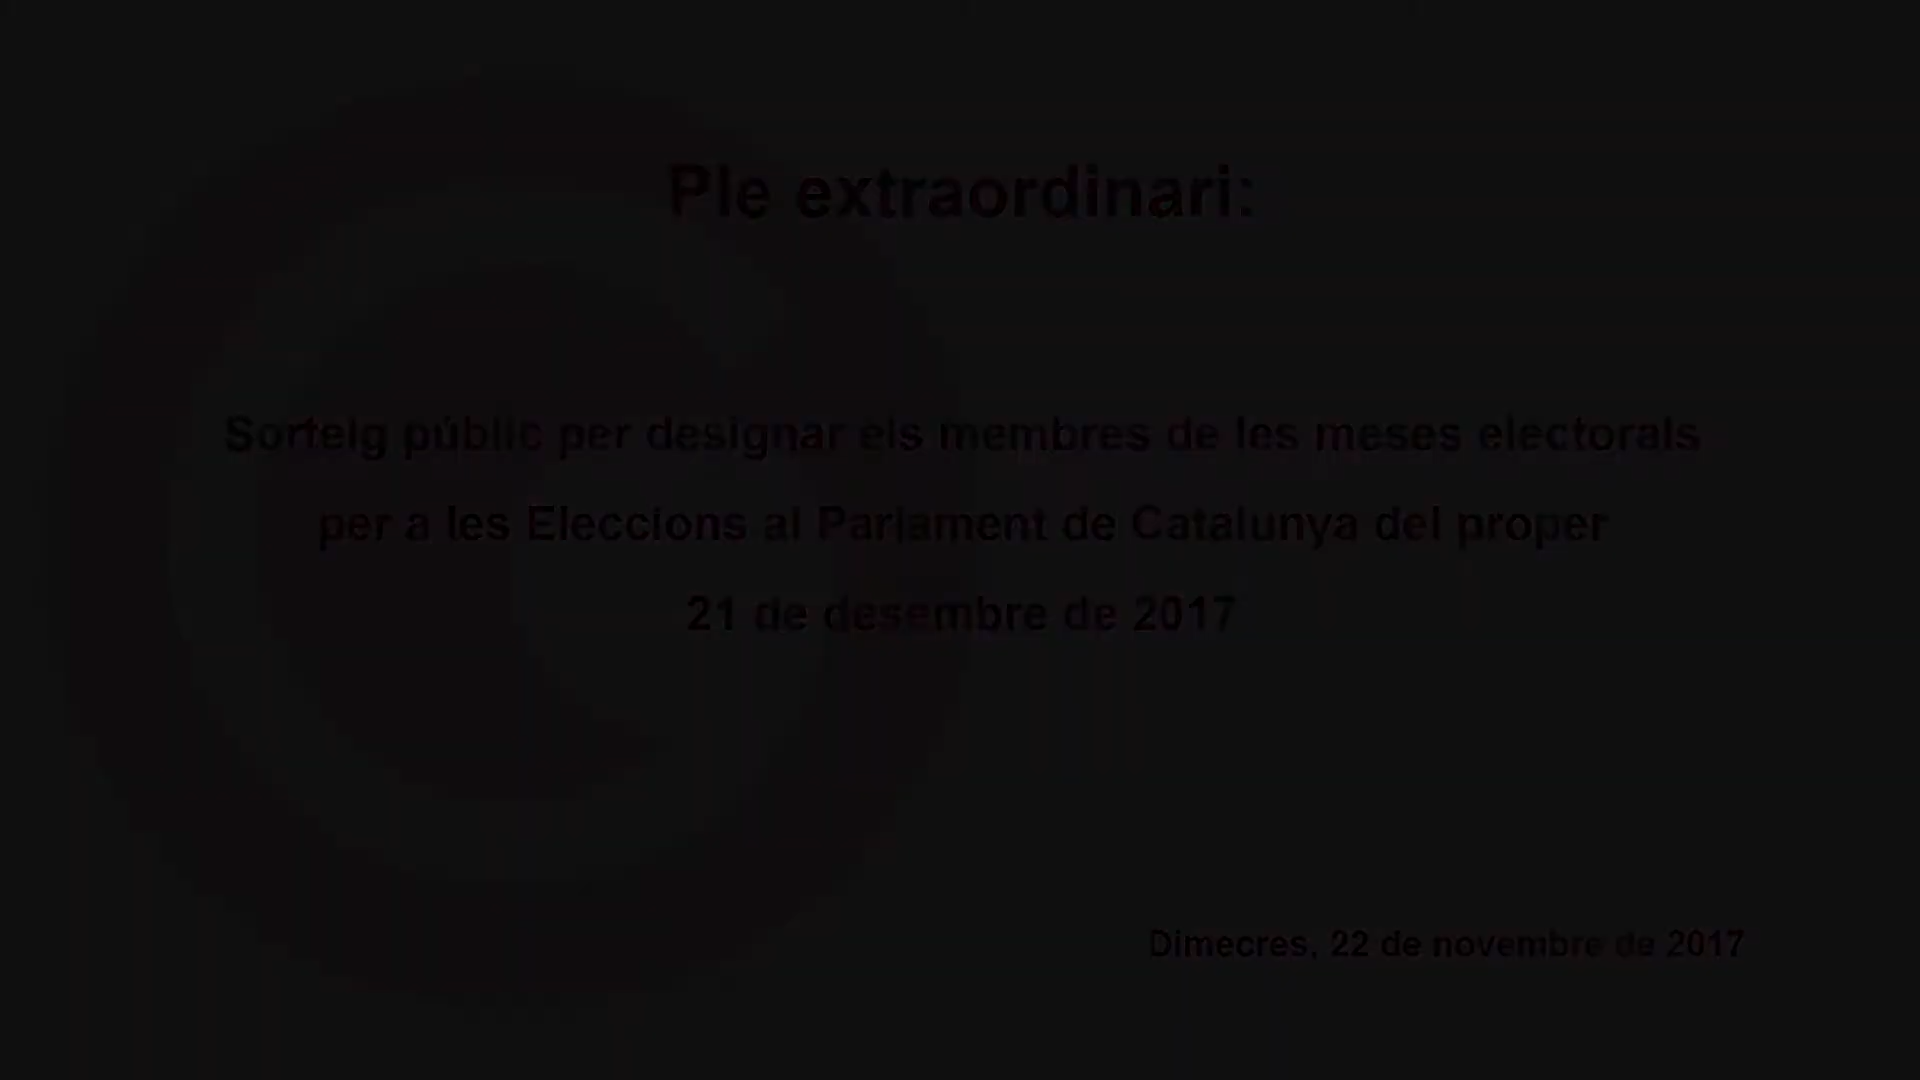 Ple extraordinari:
Sorteig públic per designar els membres de les meses electorals
per a les Eleccions al Parlament de Catalunya del proper
21 de desembre de 2017
Dimecres, 22 de novembre de 2017